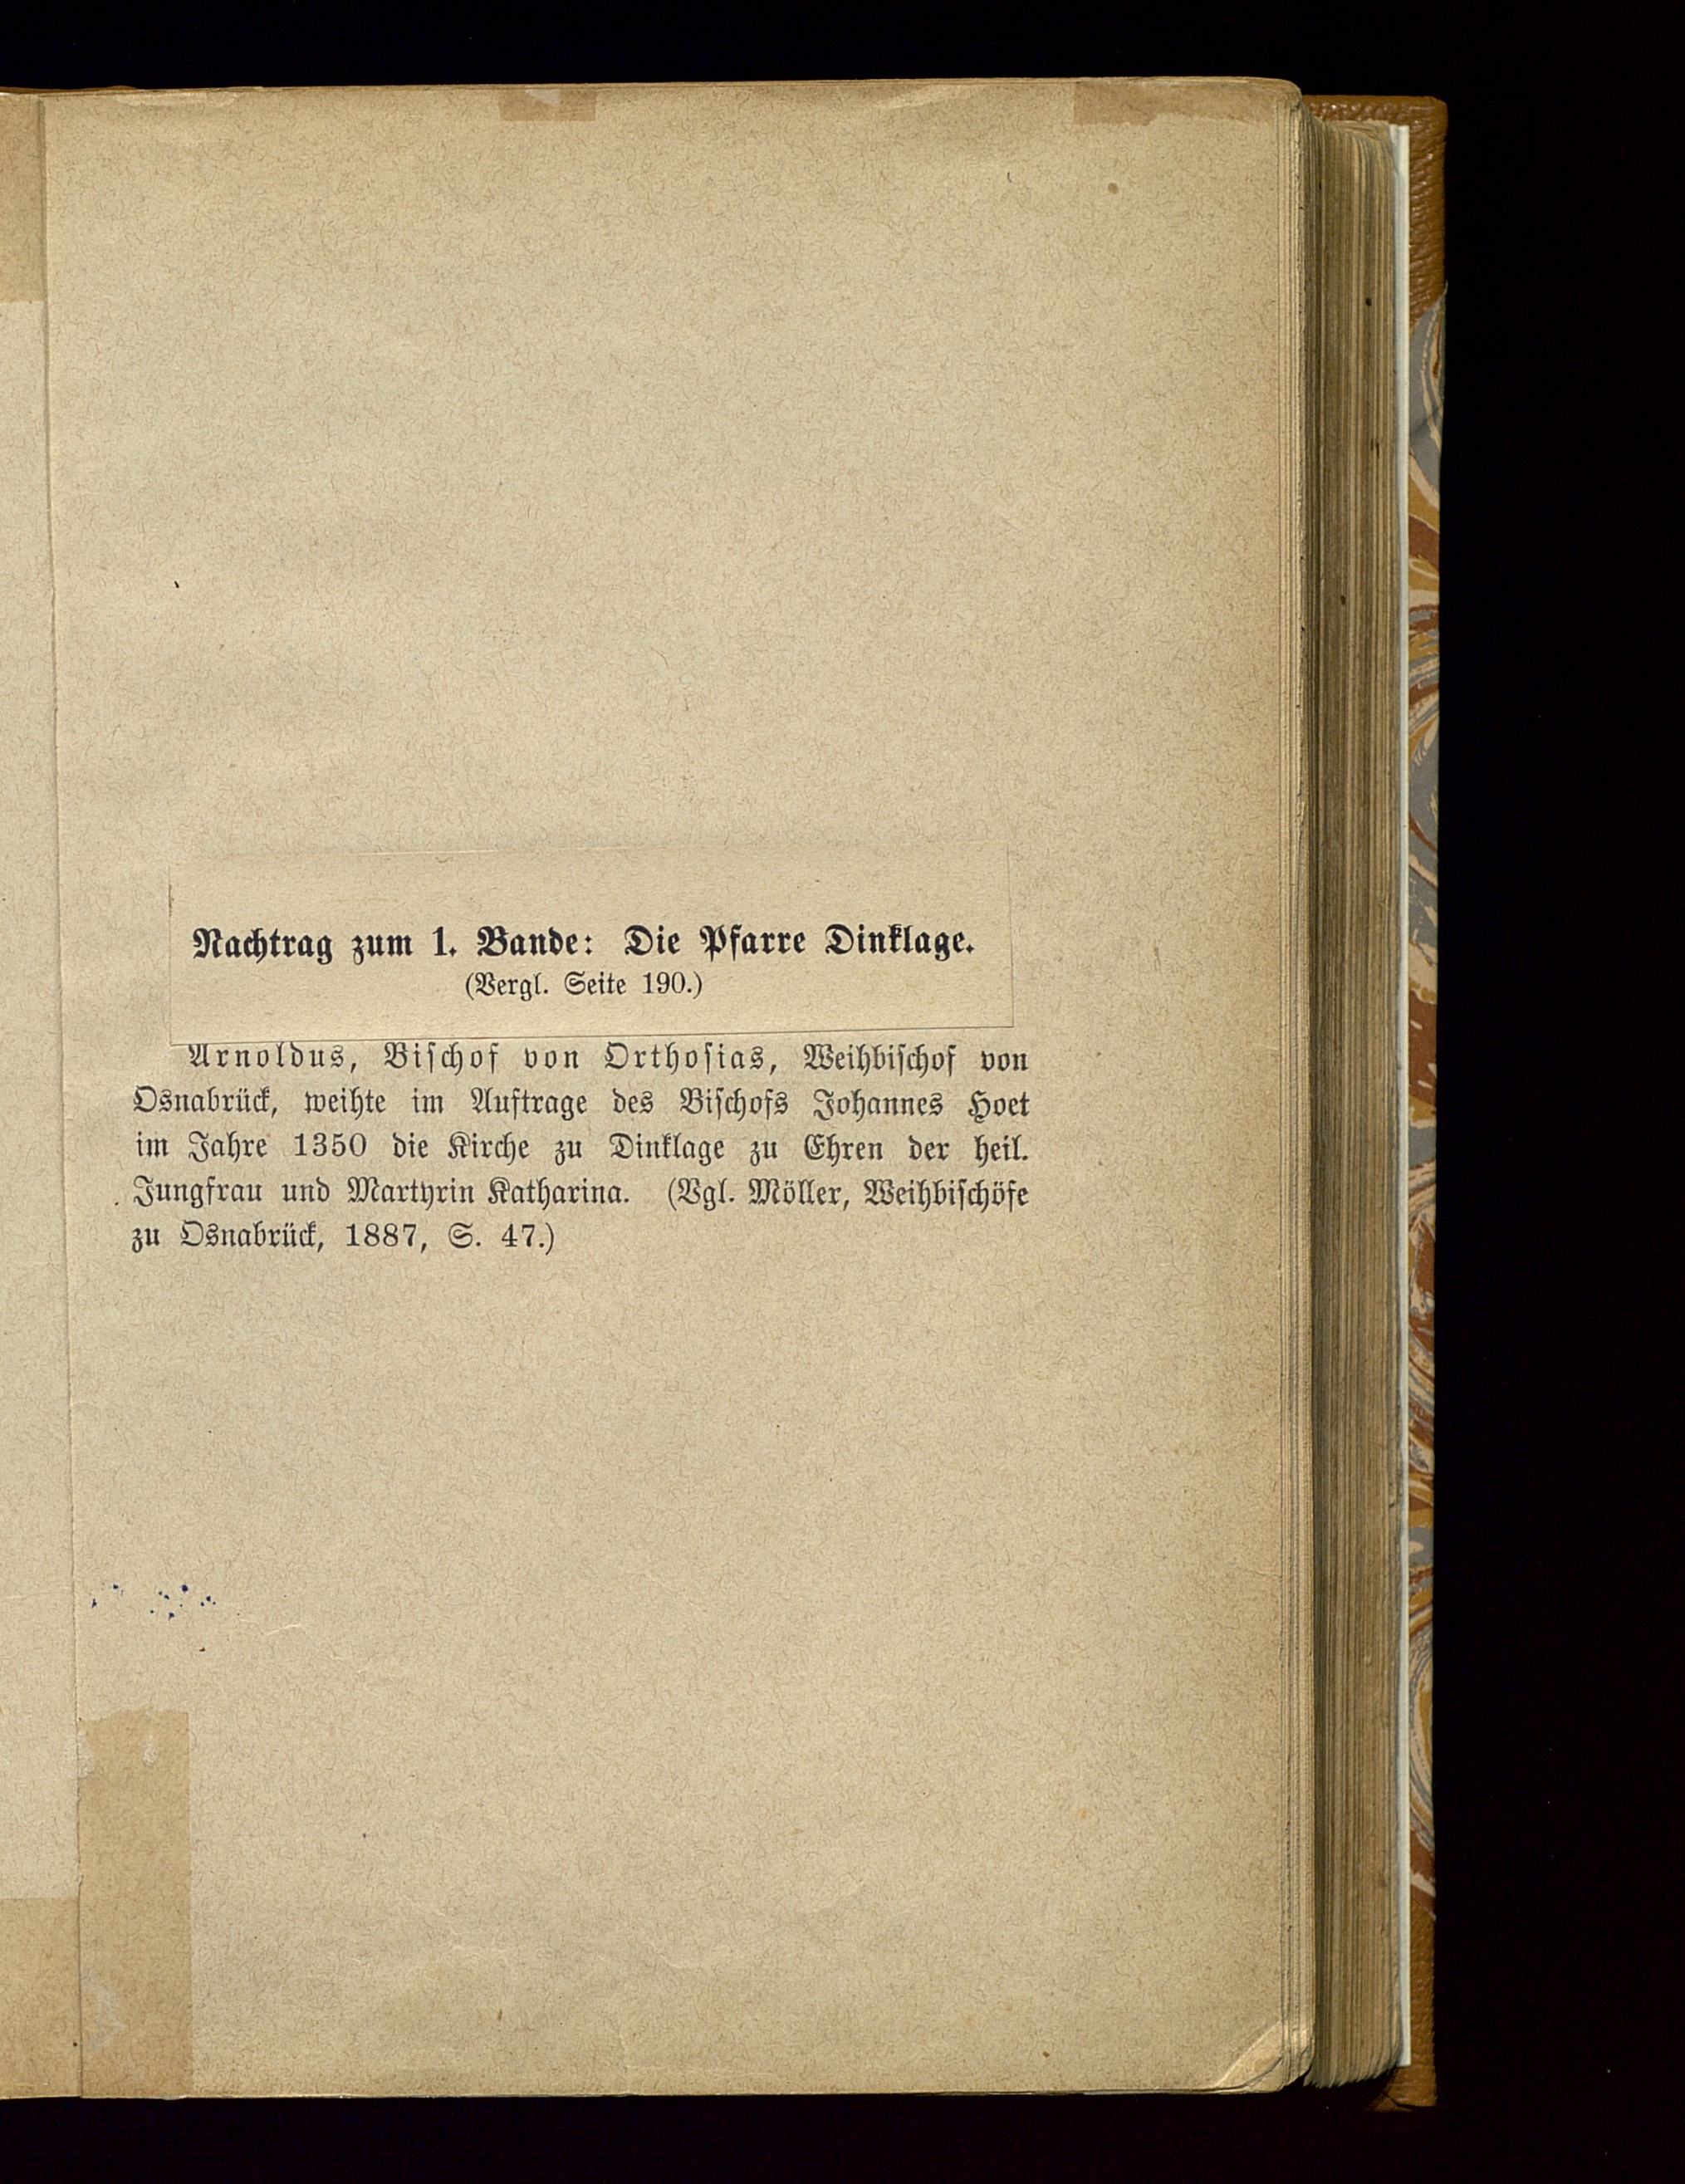 Nachtrag zum 1. Bande: Die Pfarre Dinklage.
(Vergl. Seite 190.)
Arnoldus, Bischof von Orthosias, Weihbischof von
Osnabrück, weihte im Auftrage des Bischofs Johannes Hoet
im Jahre 1350 die Kirche zu Dinklage zu Ehren der heil.
Jungfrau und Martyrin Katharina. (Vgl. Möller, Weihbischöfe
zu Osnabrück, 1887, S. 47.)